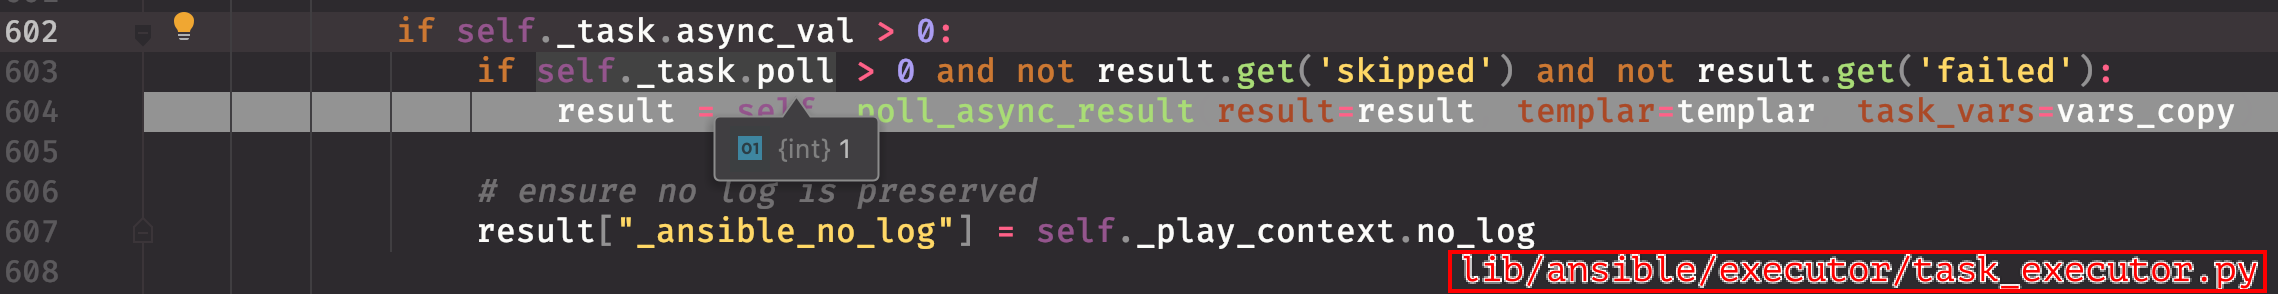 602 if self._task.async_val > 0:
603 if self._task.poll > 0 and not result.get('skipped') and not result.get('failed'):
604 result = self poll_async_result result=result templar=templar task_vars=vars_copy
{int} 1
605
606 # ensure no log is preserved
607 result["_ansible_no_log"] = self._play_context.no_log
608
lib/ansible/executor/task_executor.py